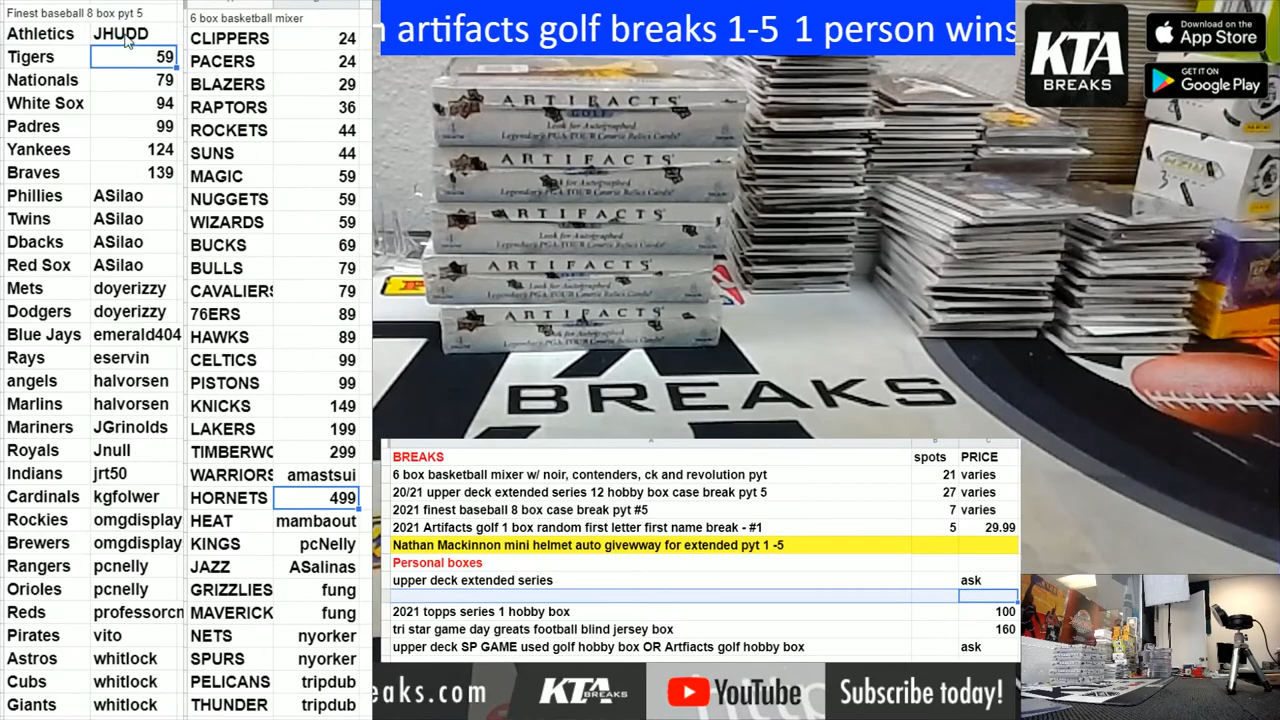 Finest baseball 8 box pyt 5
Athletics JHUDD
Tigers 59
Nationals 79
White Sox 94
Padres 99
Yankees 124
Braves 139
Phillies ASilao
Twins ASilao
Dbacks ASilao
Red Sox ASilao
Mets doyerizzy
Dodgers doyerizzy
Blue Jays emerald404
Rays eservin
angels halvorsen
Marlins halvorsen
Mariners JGrinolds
Royals Jnull
Indians jrt50
Cardinals kgfolwer
Rockies omgdisplay
Brewers omgdisplay
Rangers pcnelly
Orioles pcnelly
Reds professorcn
Pirates vito
Astros whitlock
Cubs whitlock
Giants whitlock
6 box basketball mixer
CLIPPERS 24
PACERS 24
BLAZERS 29
RAPTORS 36
ROCKETS 44
SUNS 44
MAGIC 59
NUGGETS 59
WIZARDS 59
BUCKS 69
BULLS 79
CAVALIERS 79
76ERS 89
HAWKS 89
CELTICS 99
PISTONS 99
KNICKS 149
LAKERS 199
TIMBERWO 299
WARRIORS amastsui
HORNETS 499
HEAT mambaout
KINGS pcNelly
JAZZ ASalinas
GRIZZLIES fung
MAVERICK fung
NETS nyorker
SPURS nyorker
PELICANS tripdub
THUNDER tripdub
artifacts golf breaks 1-5 1 person wins
KTA
BREAKS
Download on the
App Store
GET IT ON
Google Play
ARTIFACTS
GOLF
Look for Autographed
Legendary PGA TOUR Course Relics Cards!
ARTIFACTS
ARTIFACTS
ARTIFACTS
ARTIFACTS
BREAKS
BREAKS spots PRICE
6 box basketball mixer w/ noir, contenders, ck and revolution pyt 21 varies
20/21 upper deck extended series 12 hobby box case break pyt 5 27 varies
2021 finest baseball 8 box case break pyt #5 7 varies
2021 Artifacts golf 1 box random first letter first name break - #1 5 29.99
Nathan Mackinnon mini helmet auto givewway for extended pyt 1 -5
Personal boxes
upper deck extended series ask
2021 topps series 1 hobby box 100
tri star game day greats football blind jersey box 160
upper deck SP GAME used golf hobby box OR Artfiacts golf hobby box ask
eaks.com
KTA
BREAKS
YouTube
Subscribe today!